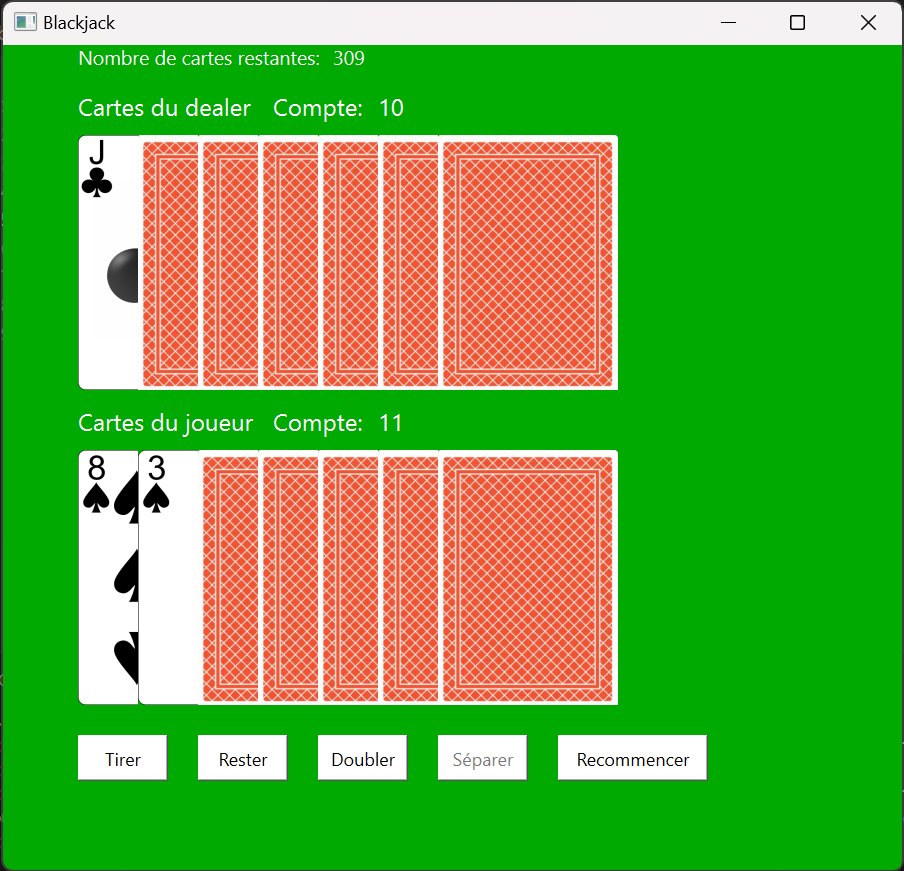 Blackjack
Nombre de cartes restantes: 309
Cartes du dealer Compte: 10
J
Cartes du joueur Compte: 11
8 3
Tirer Rester Doubler Séparer Recommencer